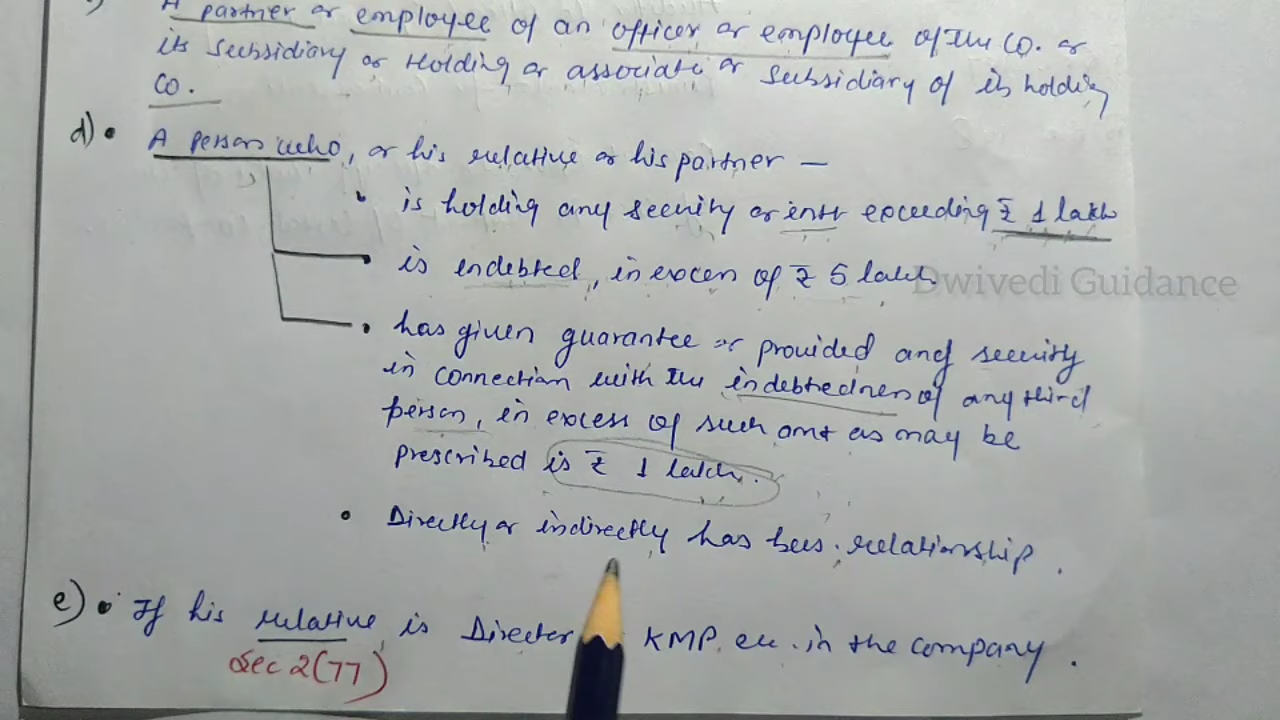 A partner or employee of an officer or employee of the Co. or
its subsidiary or Holding or associate or subsidiary of its holding
Co.
d) • A person who, or his relative or his partner —
• is holding any security or intt exceeding ₹ 1 lakh
• is indebted, in excess of ₹ 5 lakh.
Dwivedi Guidance
• has given guarantee or provided any security
in connection with the indebtedness of any third
person, in excess of such amt as may be
prescribed is ₹ 1 lakh.
• Directly or indirectly has bus. relationship.
e) • If his relative is Director KMP etc. in the company.
Sec 2(77)